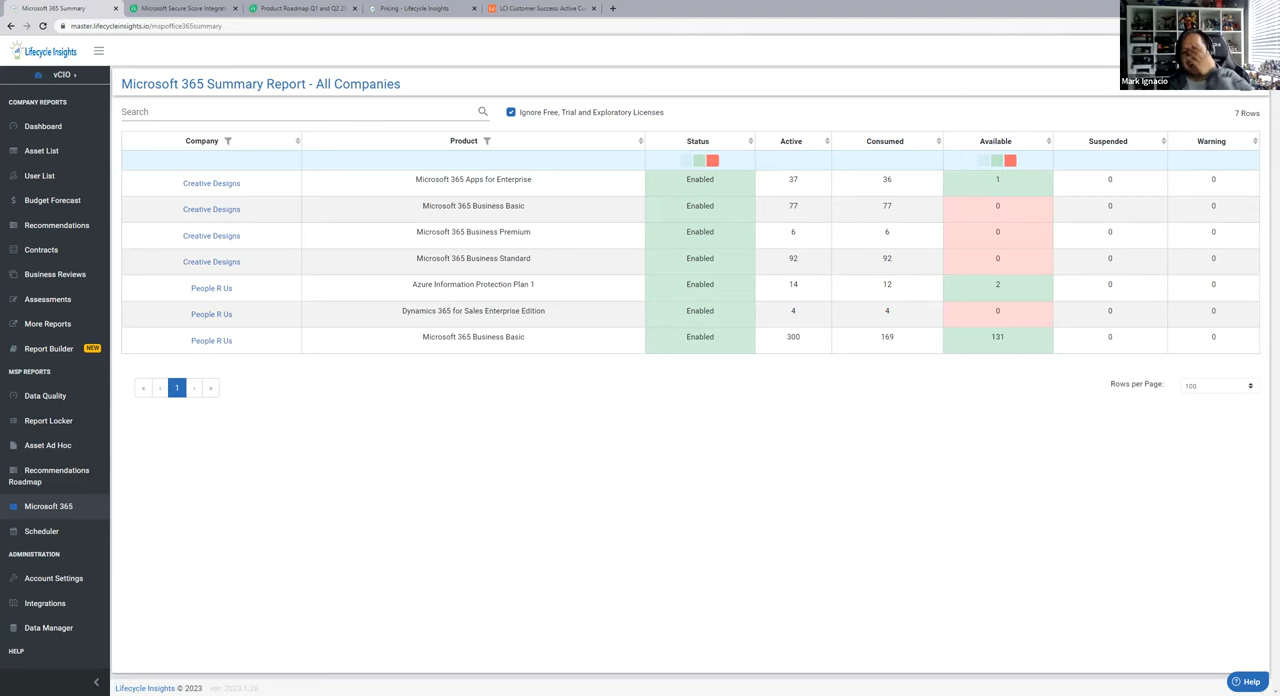 Microsoft 365 Summary
Microsoft Secure Score Integrat
Product Roadmap Q1 and Q2 20
Pricing - Lifecycle Insights
LCI Customer Success: Active Cu
master.lifecycleinsights.io/mspoffice365summary
Mark Ignacio
Lifecycle Insights
vCIO ›
COMPANY REPORTS
Dashboard
Asset List
User List
Budget Forecast
Recommendations
Contracts
Business Reviews
Assessments
More Reports
Report Builder NEW
MSP REPORTS
Data Quality
Report Locker
Asset Ad Hoc
Recommendations
Roadmap
Microsoft 365
Scheduler
ADMINISTRATION
Account Settings
Integrations
Data Manager
HELP
Microsoft 365 Summary Report - All Companies
Search
Ignore Free, Trial and Exploratory Licenses
7 Rows
Company Product Status Active Consumed Available Suspended Warning
Creative Designs Microsoft 365 Apps for Enterprise Enabled 37 36 1 0 0
Creative Designs Microsoft 365 Business Basic Enabled 77 77 0 0 0
Creative Designs Microsoft 365 Business Premium Enabled 6 6 0 0 0
Creative Designs Microsoft 365 Business Standard Enabled 92 92 0 0 0
People R Us Azure Information Protection Plan 1 Enabled 14 12 2 0 0
People R Us Dynamics 365 for Sales Enterprise Edition Enabled 4 4 0 0 0
People R Us Microsoft 365 Business Basic Enabled 300 169 131 0 0
« ‹ 1 › »
Rows per Page: 100
Lifecycle Insights © 2023 ver. 2023.1.26
Help